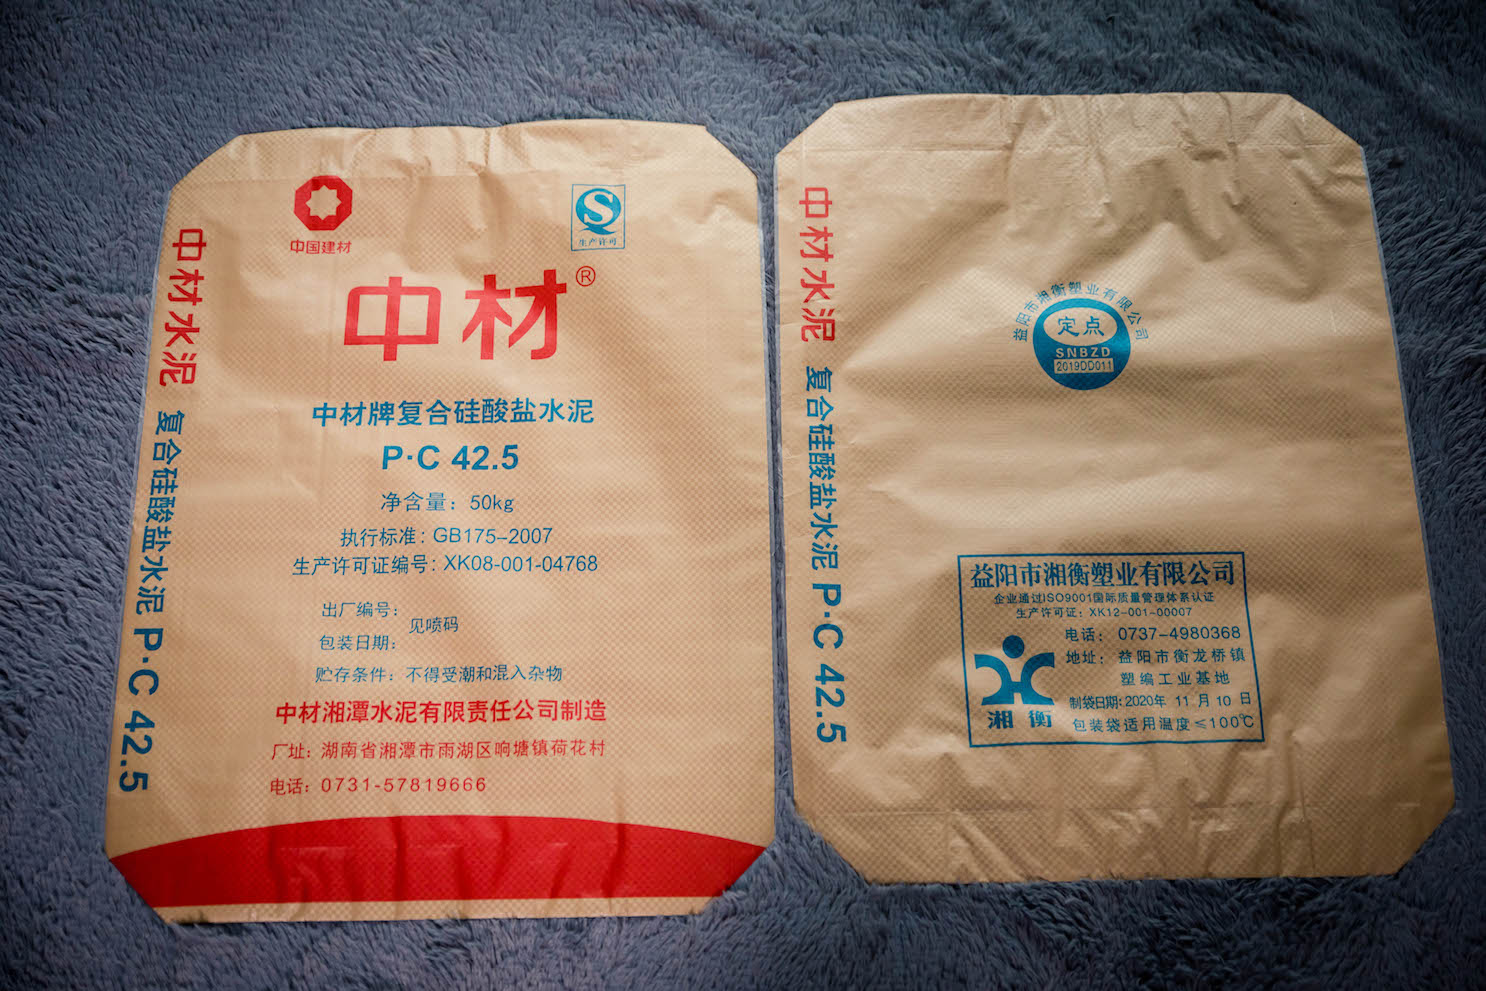 中国建材
生产许可
中材®
中材牌复合硅酸盐水泥
P·C 42.5
净含量：50kg
执行标准：GB175-2007
生产许可证编号：XK08-001-04768
出厂编号：
见喷码
包装日期：
贮存条件：不得受潮和混入杂物
中材湘潭水泥有限责任公司制造
厂址：湖南省湘潭市雨湖区响塘镇荷花村
电话：0731-57819666
中材水泥 复合硅酸盐水泥 P·C 42.5
中材水泥 复合硅酸盐水泥 P·C 42.5
益阳市湘衡塑业有限公司
定点
SNBZD
2019DD011
益阳市湘衡塑业有限公司
企业通过ISO9001国际质量管理体系认证
生产许可证：XK12-001-00007
电话：0737-4980368
地址：益阳市衡龙桥镇
塑编工业基地
制袋日期：2020年 11 月 10 日
包装袋适用温度≤100℃
湘衡